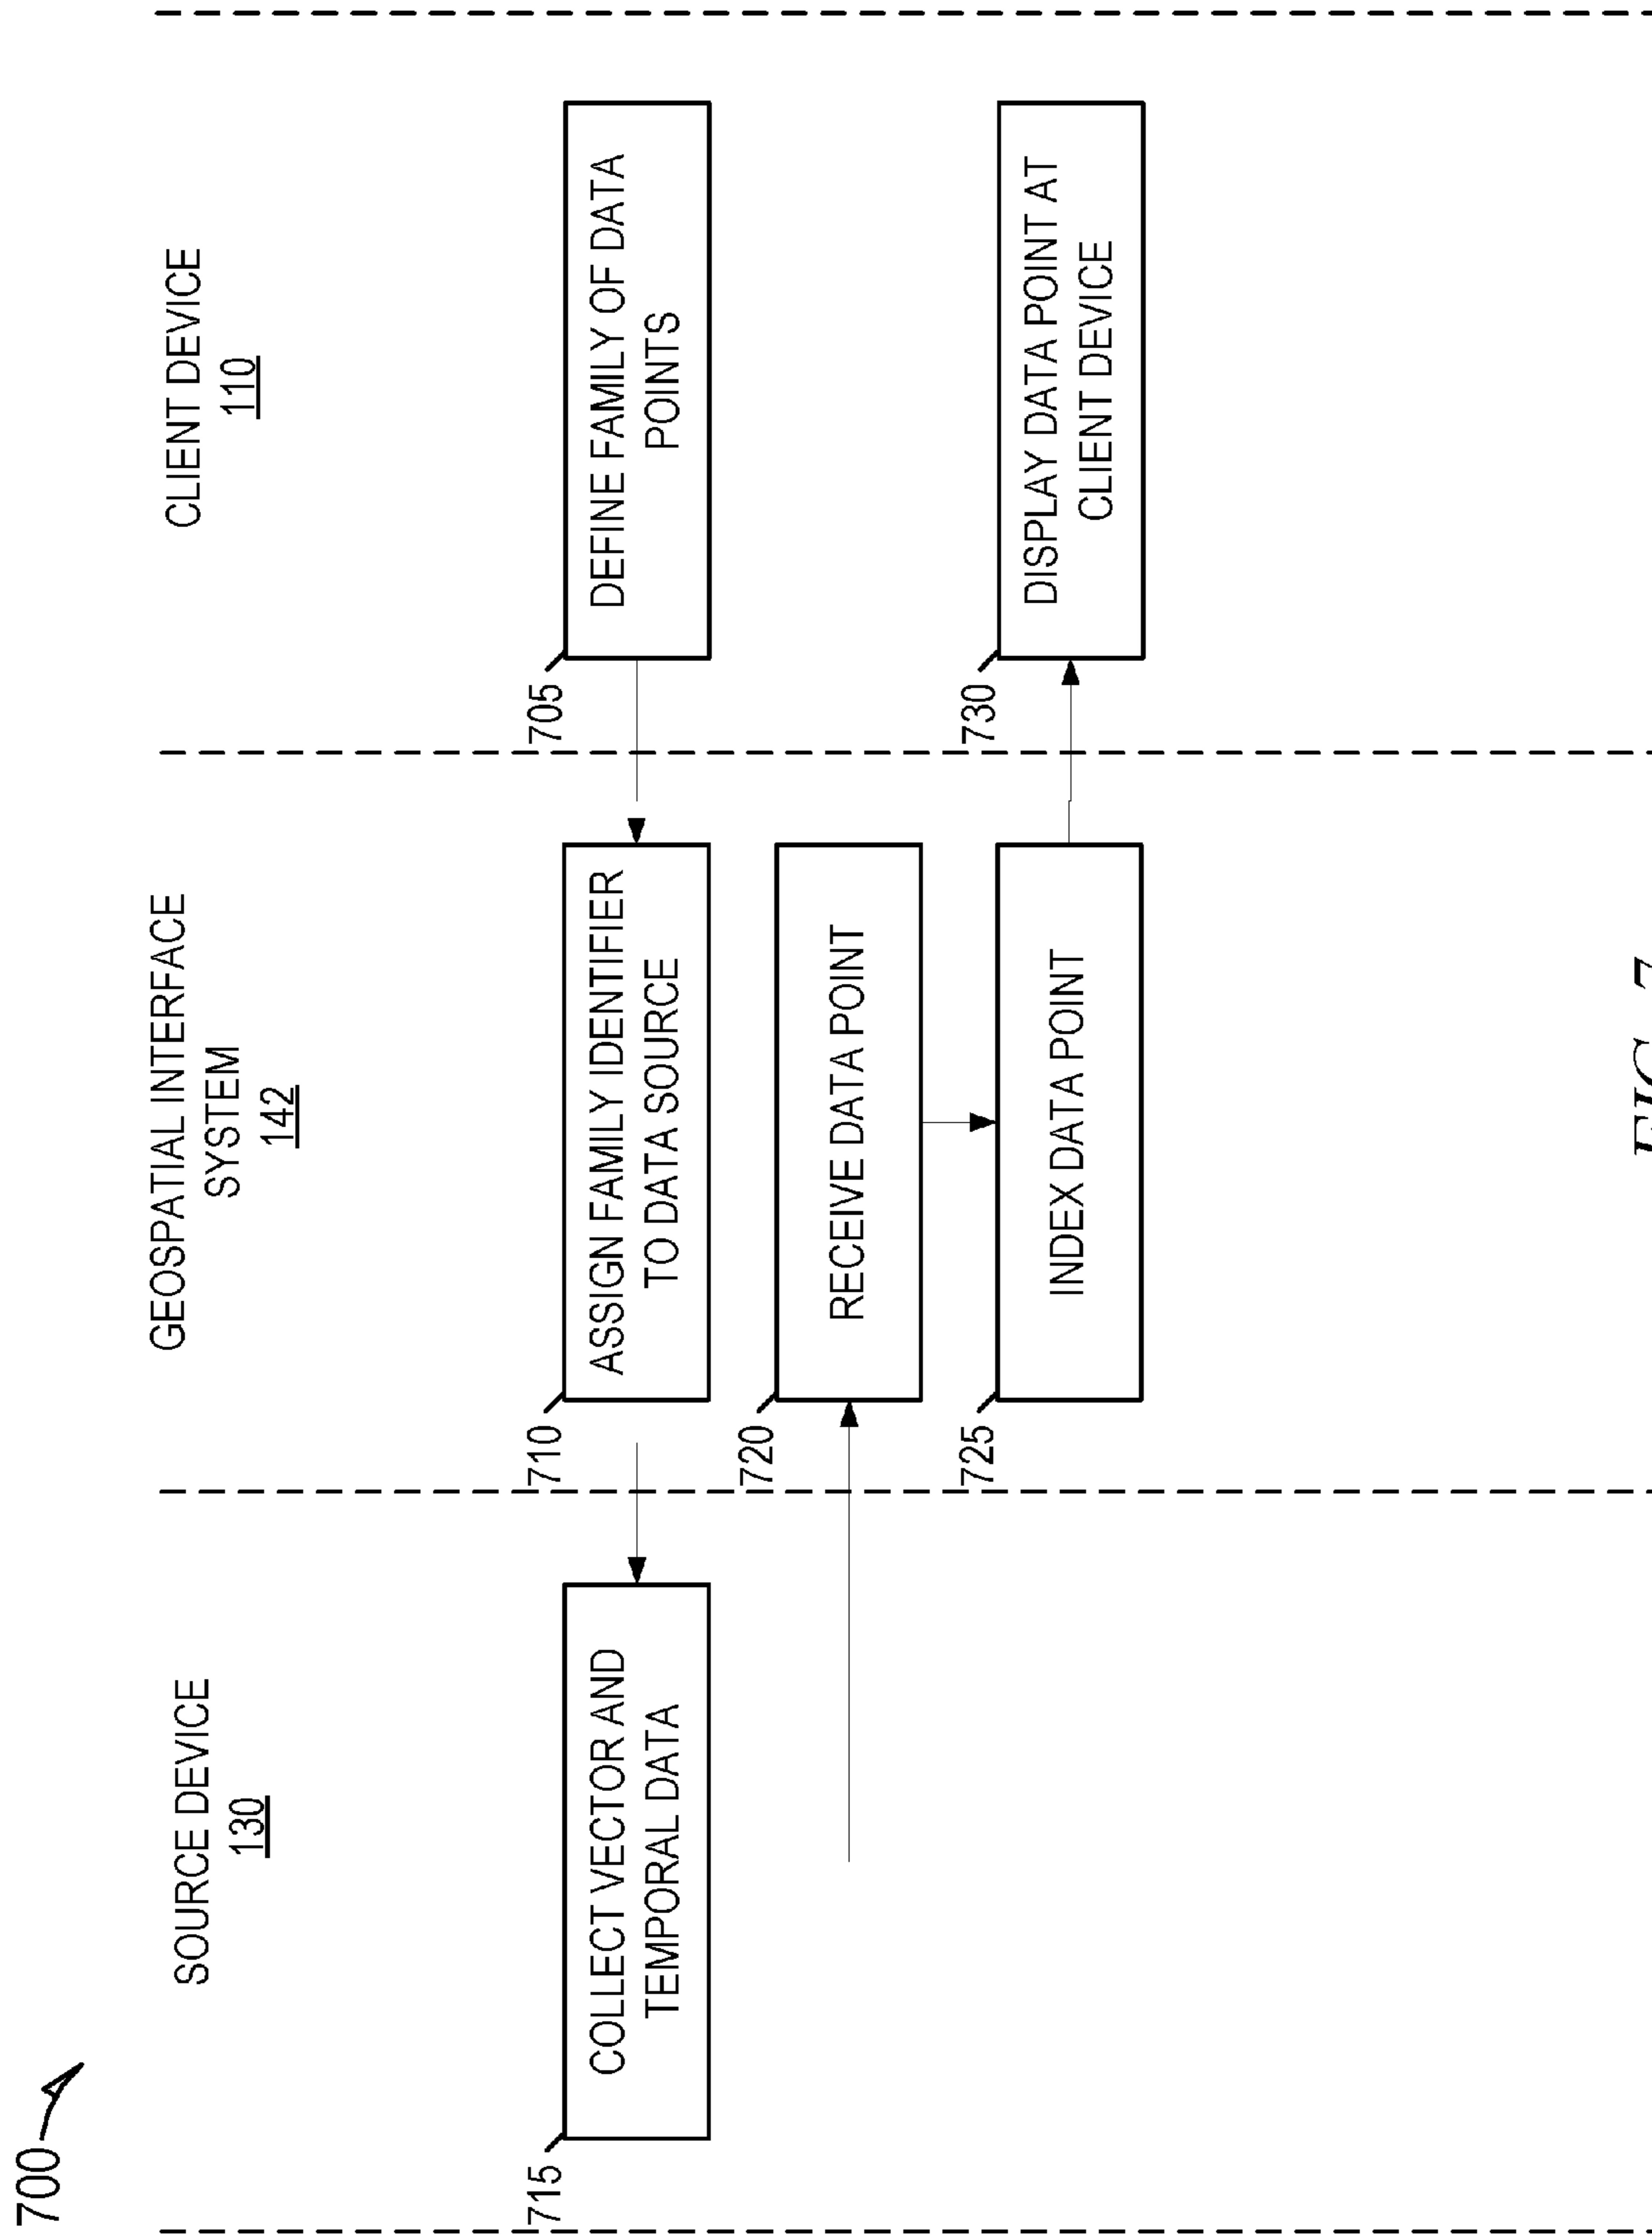 700
SOURCE DEVICE
130
GEOSPATIAL INTERFACE
SYSTEM
142
CLIENT DEVICE
110
715
COLLECT VECTOR AND
TEMPORAL DATA
710
ASSIGN FAMILY IDENTIFIER
TO DATA SOURCE
705
DEFINE FAMILY OF DATA
POINTS
720
RECEIVE DATA POINT
725
INDEX DATA POINT
730
DISPLAY DATA POINT AT
CLIENT DEVICE
FIG. 7